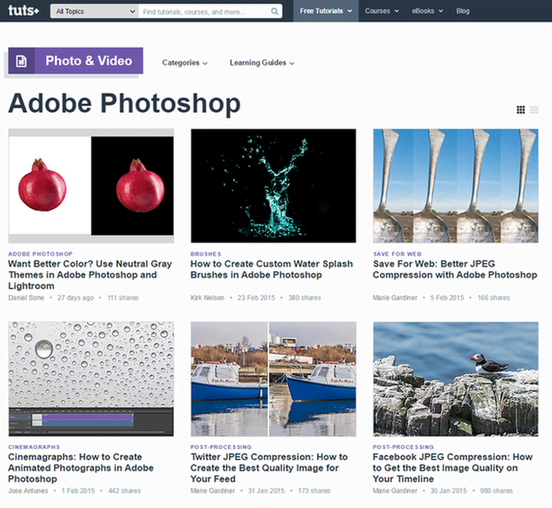 tuts+ All Topics Find tutorials, courses, and more... Free Tutorials Courses eBooks Blog
Photo & Video Categories Learning Guides
Adobe Photoshop
ADOBE PHOTOSHOP
Want Better Color? Use Neutral Gray
Themes in Adobe Photoshop and
Lightroom
Daniel Sone • 27 days ago • 111 shares
BRUSHES
How to Create Custom Water Splash
Brushes in Adobe Photoshop
Kirk Nelson • 23 Feb 2015 • 380 shares
SAVE FOR WEB
Save For Web: Better JPEG
Compression with Adobe Photoshop
Marie Gardiner • 5 Feb 2015 • 166 shares
CINEMAGRAPHS
Cinemagraphs: How to Create
Animated Photographs in Adobe
Photoshop
Jose Antunes • 1 Feb 2015 • 442 shares
POST-PROCESSING
Twitter JPEG Compression: How to
Create the Best Quality Image for
Your Feed
Marie Gardiner • 31 Jan 2015 • 173 shares
POST-PROCESSING
Facebook JPEG Compression: How
to Get the Best Image Quality on
Your Timeline
Marie Gardiner • 30 Jan 2015 • 980 shares